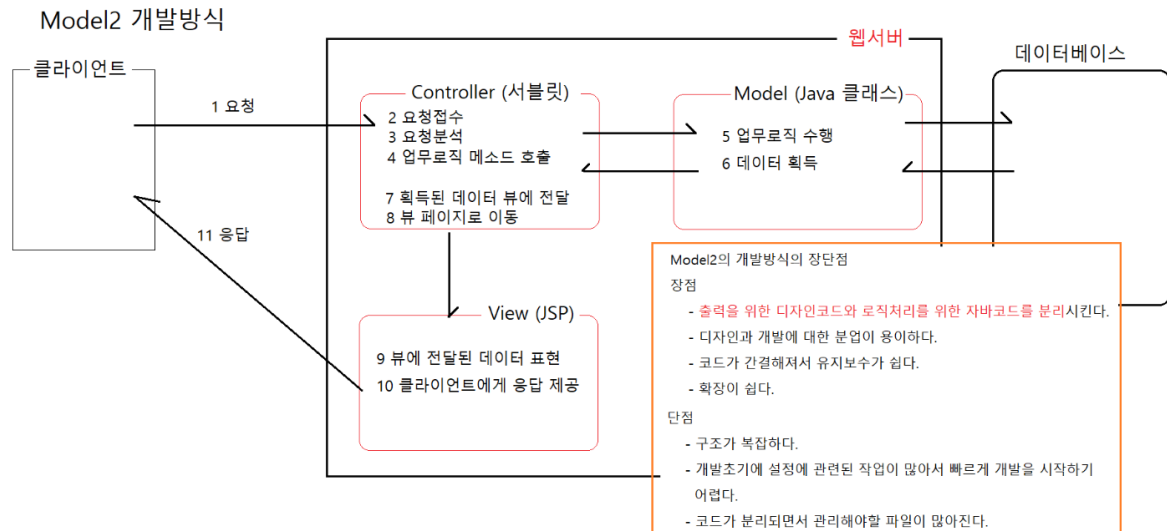 Model2 개발방식
웹서버
클라이언트
데이터베이스
1 요청
Controller (서블릿)
2 요청접수
3 요청분석
4 업무로직 메소드 호출
7 획득된 데이터 뷰에 전달
8 뷰 페이지로 이동
Model (Java 클래스)
5 업무로직 수행
6 데이터 획득
11 응답
View (JSP)
9 뷰에 전달된 데이터 표현
10 클라이언트에게 응답 제공
Model2의 개발방식의 장단점
장점
- 출력을 위한 디자인코드와 로직처리를 위한 자바코드를 분리시킨다.
- 디자인과 개발에 대한 분업이 용이하다.
- 코드가 간결해져서 유지보수가 쉽다.
- 확장이 쉽다.
단점
- 구조가 복잡하다.
- 개발초기에 설정에 관련된 작업이 많아서 빠르게 개발을 시작하기
어렵다.
- 코드가 분리되면서 관리해야할 파일이 많아진다.